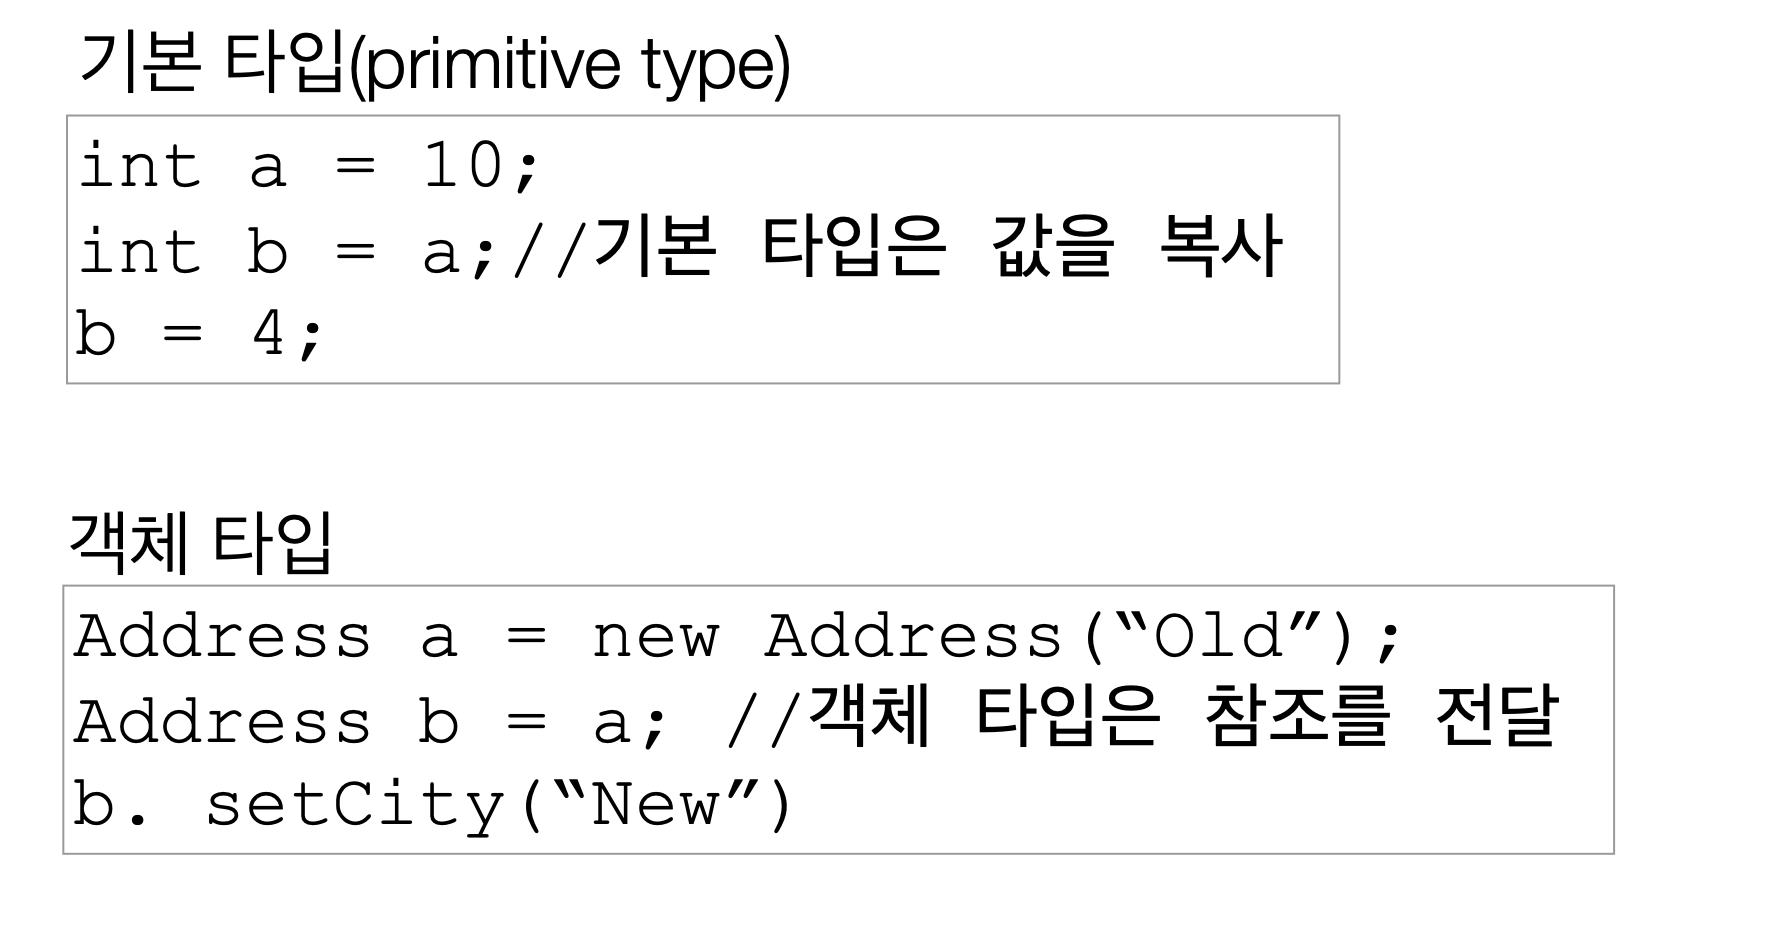 기본 타입(primitive type)
int a = 10;
int b = a;//기본 타입은 값을 복사
b = 4;
객체 타입
Address a = new Address(“Old”);
Address b = a; //객체 타입은 참조를 전달
b. setCity(“New”)